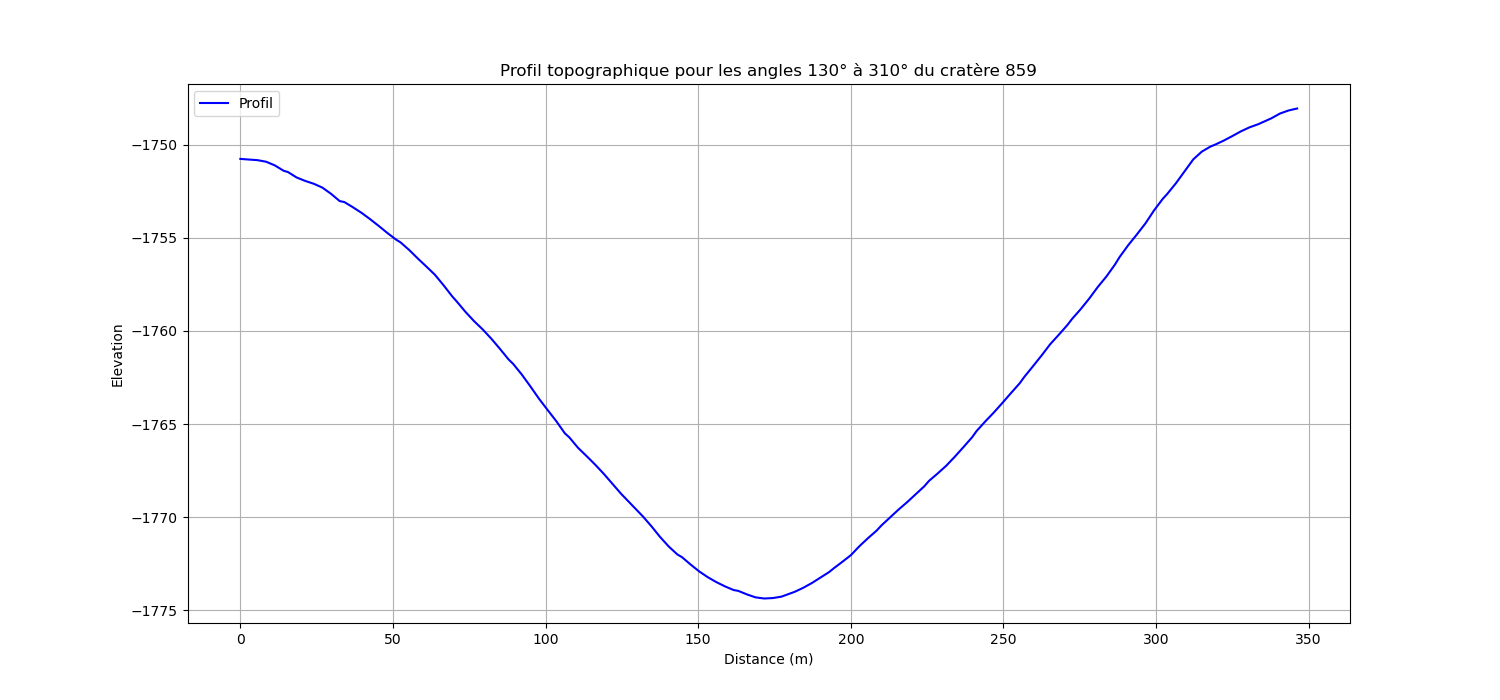 Profil topographique pour les angles 130° à 310° du cratère 859
Profil
−1750
−1755
−1760
−1765
−1770
−1775
Elevation
0 50 100 150 200 250 300 350
Distance (m)